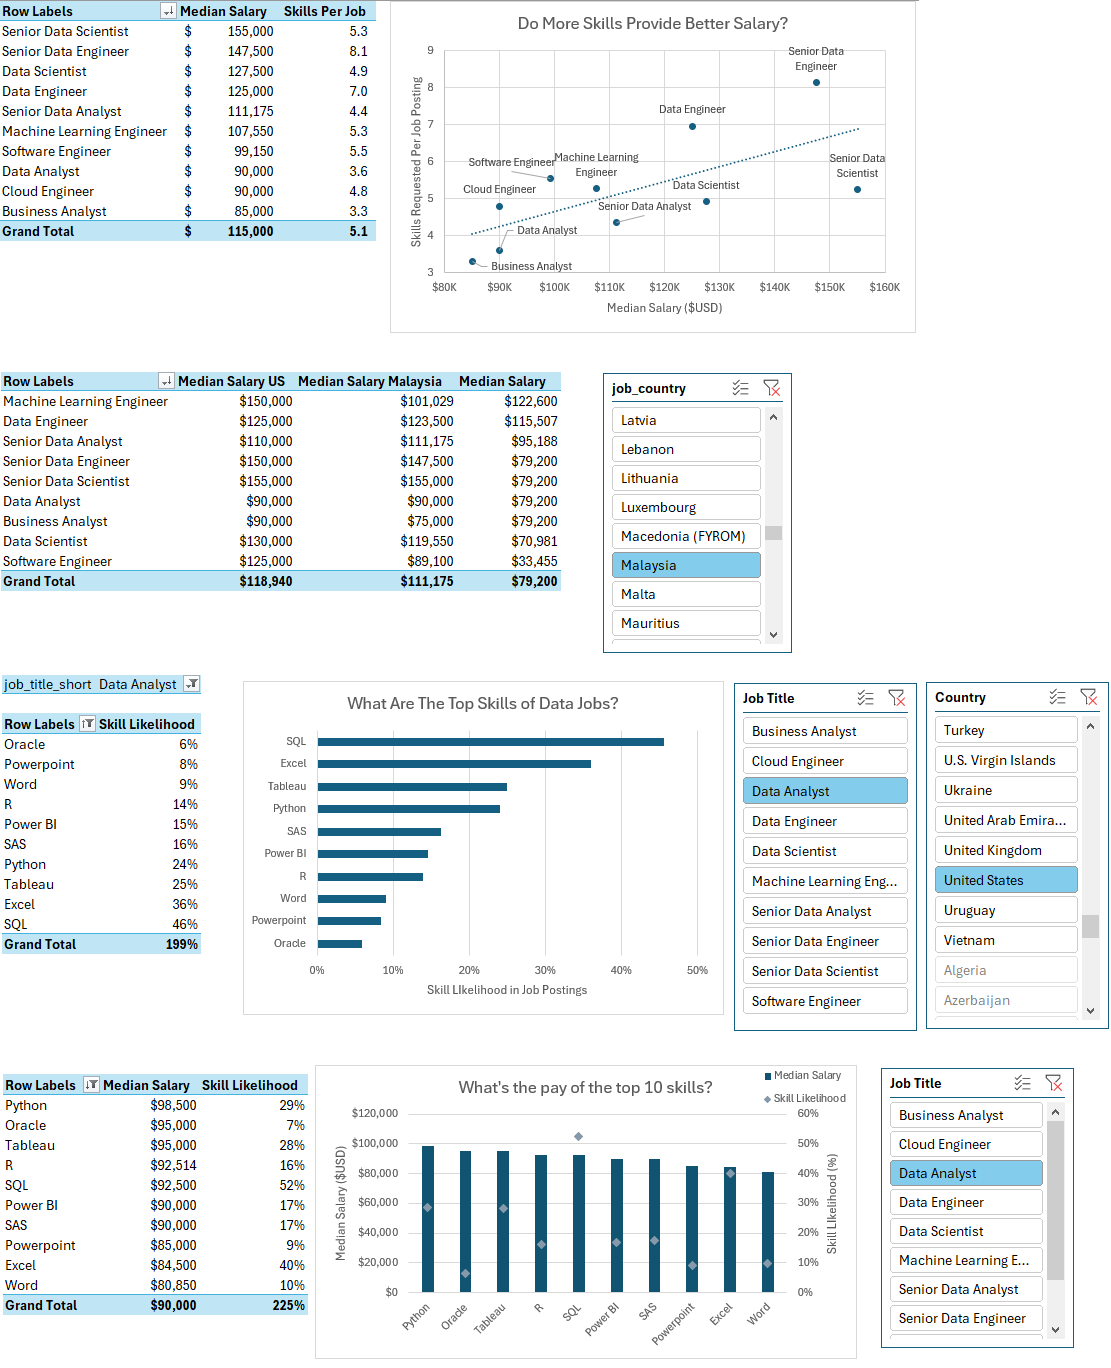 Row Labels Median Salary Skills Per Job
Senior Data Scientist $ 155,000 5.3
Senior Data Engineer $ 147,500 8.1
Data Scientist $ 127,500 4.9
Data Engineer $ 125,000 7.0
Senior Data Analyst $ 111,175 4.4
Machine Learning Engineer $ 107,550 5.3
Software Engineer $ 99,150 5.5
Data Analyst $ 90,000 3.6
Cloud Engineer $ 90,000 4.8
Business Analyst $ 85,000 3.3
Grand Total $ 115,000 5.1
Do More Skills Provide Better Salary?
Skills Requested Per Job Posting
9
8
7
6
5
4
3
Senior Data
Engineer
Data Engineer
Software Engineer
Machine Learning
Engineer
Senior Data
Scientist
Cloud Engineer
Data Scientist
Senior Data Analyst
Data Analyst
Business Analyst
$80K $90K $100K $110K $120K $130K $140K $150K $160K
Median Salary ($USD)
Row Labels Median Salary US Median Salary Malaysia Median Salary
Machine Learning Engineer $150,000 $101,029 $122,600
Data Engineer $125,000 $123,500 $115,507
Senior Data Analyst $110,000 $111,175 $95,188
Senior Data Engineer $150,000 $147,500 $79,200
Senior Data Scientist $155,000 $155,000 $79,200
Data Analyst $90,000 $90,000 $79,200
Business Analyst $90,000 $75,000 $79,200
Data Scientist $130,000 $119,550 $70,981
Software Engineer $125,000 $89,100 $33,455
Grand Total $118,940 $111,175 $79,200
job_country
Latvia
Lebanon
Lithuania
Luxembourg
Macedonia (FYROM)
Malaysia
Malta
Mauritius
job_title_short Data Analyst
Row Labels Skill Likelihood
Oracle 6%
Powerpoint 8%
Word 9%
R 14%
Power BI 15%
SAS 16%
Python 24%
Tableau 25%
Excel 36%
SQL 46%
Grand Total 199%
What Are The Top Skills of Data Jobs?
SQL
Excel
Tableau
Python
SAS
Power BI
R
Word
Powerpoint
Oracle
0% 10% 20% 30% 40% 50%
Skill LIkelihood in Job Postings
Job Title
Business Analyst
Cloud Engineer
Data Analyst
Data Engineer
Data Scientist
Machine Learning Eng...
Senior Data Analyst
Senior Data Engineer
Senior Data Scientist
Software Engineer
Country
Turkey
U.S. Virgin Islands
Ukraine
United Arab Emira...
United Kingdom
United States
Uruguay
Vietnam
Algeria
Azerbaijan
Row Labels Median Salary Skill Likelihood
Python $98,500 29%
Oracle $95,000 7%
Tableau $95,000 28%
R $92,514 16%
SQL $92,500 52%
Power BI $90,000 17%
SAS $90,000 17%
Powerpoint $85,000 9%
Excel $84,500 40%
Word $80,850 10%
Grand Total $90,000 225%
What's the pay of the top 10 skills?
Median Salary
Skill Likelihood
Median Salary ($USD)
$120,000
$100,000
$80,000
$60,000
$40,000
$20,000
$0
60%
50%
40%
30%
20%
10%
0%
Skill LIkelihood (%)
Python Oracle Tableau R SQL Power BI SAS Powerpoint Excel Word
Job Title
Business Analyst
Cloud Engineer
Data Analyst
Data Engineer
Data Scientist
Machine Learning E...
Senior Data Analyst
Senior Data Engineer